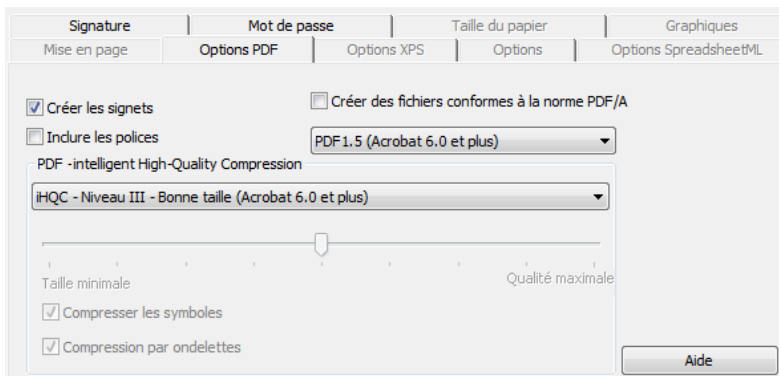 Signature Mot de passe Taille du papier Graphiques
Mise en page Options PDF Options XPS Options Options SpreadsheetML
Créer les signets Créer des fichiers conformes à la norme PDF/A
Inclure les polices PDF1.5 (Acrobat 6.0 et plus)
PDF -intelligent High-Quality Compression
iHQC - Niveau III - Bonne taille (Acrobat 6.0 et plus)
Taille minimale Qualité maximale
Compresser les symboles
Compression par ondelettes
Aide